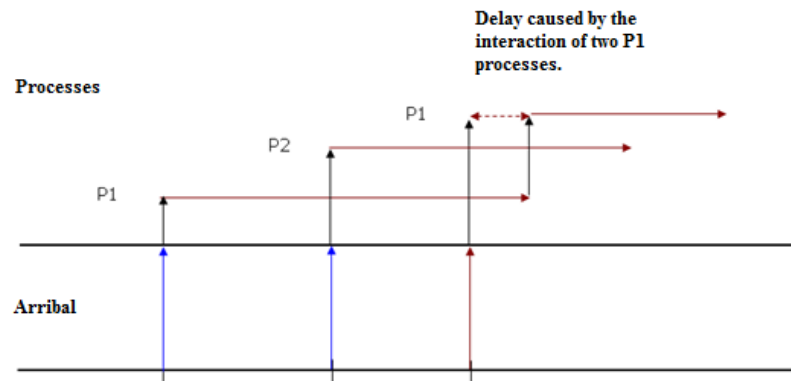 Delay caused by the
interaction of two P1
processes.
Processes
P1
P2
P1
Arribal